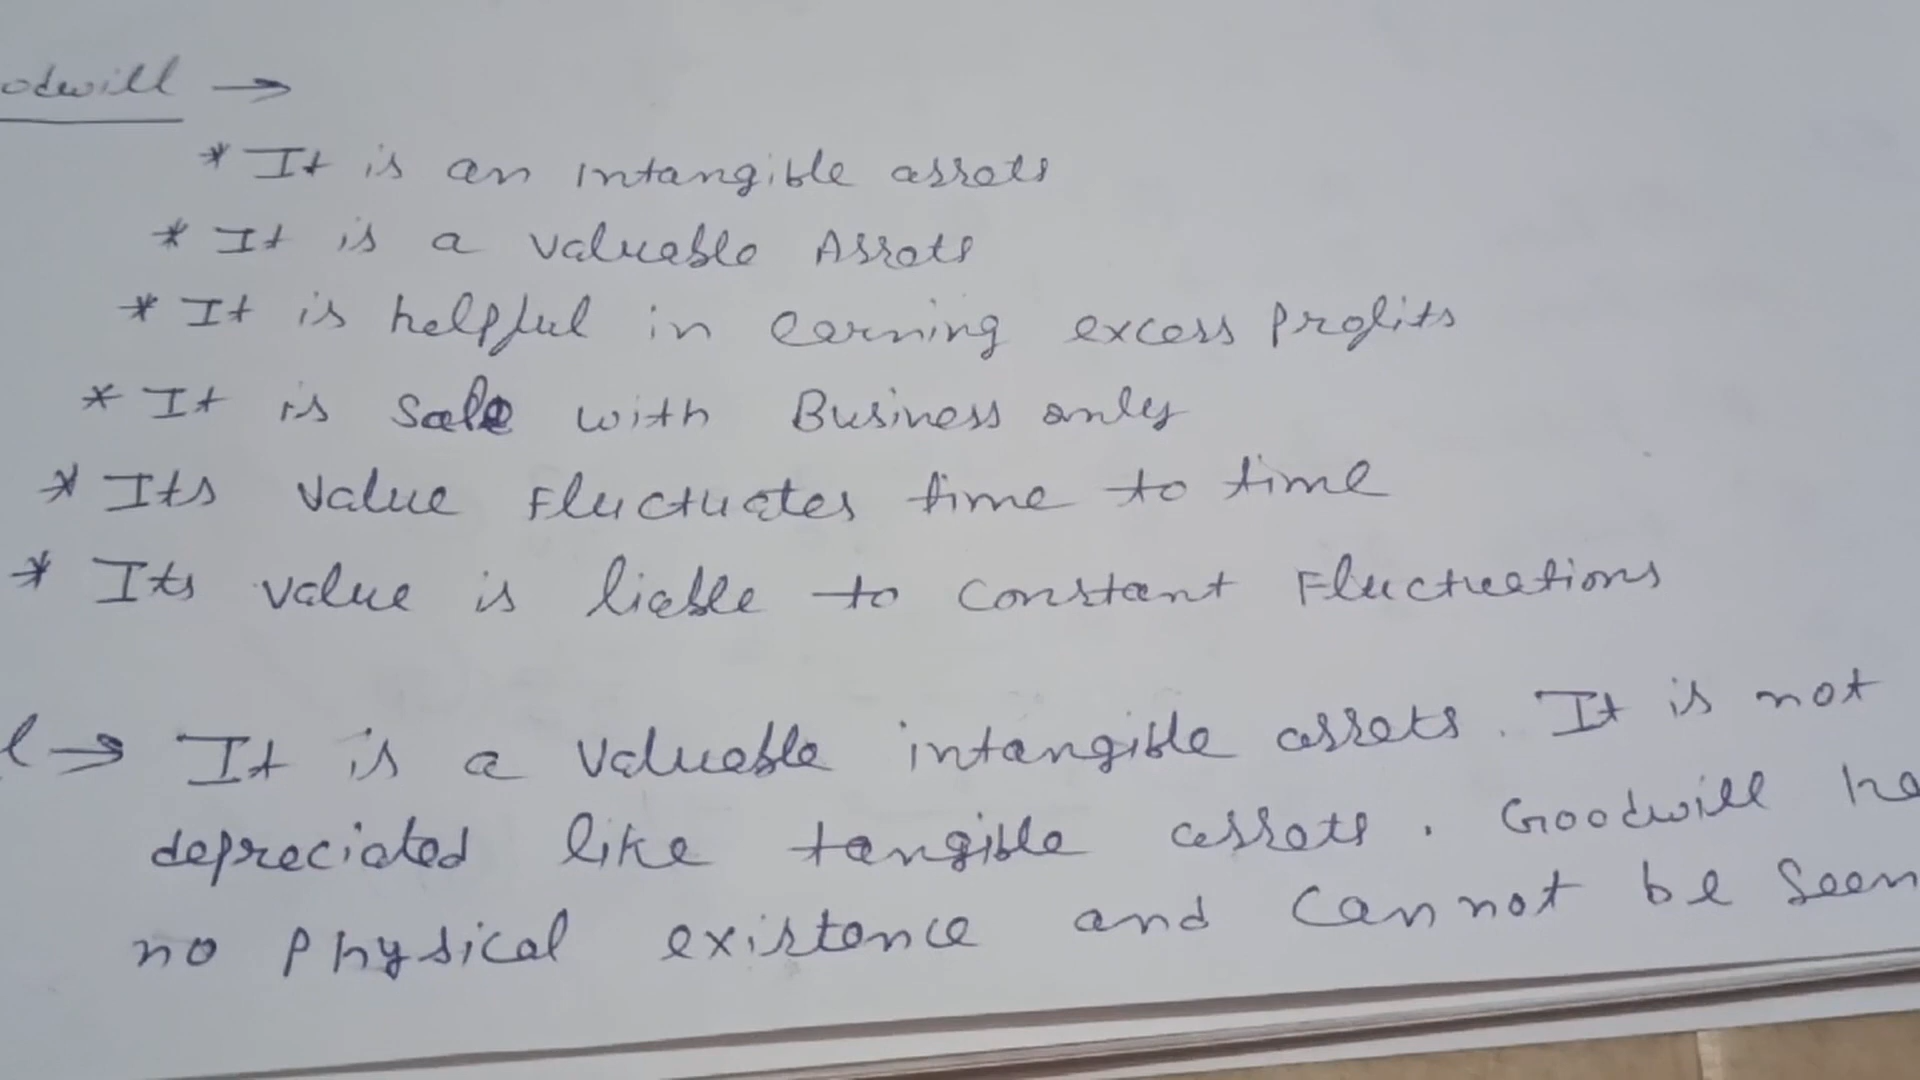 odwill →
* It is an intangible assets
* It is a valuable Assets
* It is helpful in earning excess profits
* It is Sale with Business only
* Its value Fluctuates time to time
* Its value is liable to constant Fluctuations
l → It is a valuable intangible assets. It is not
depreciated like tangible assets. Goodwill ha
no physical existence and cannot be seen